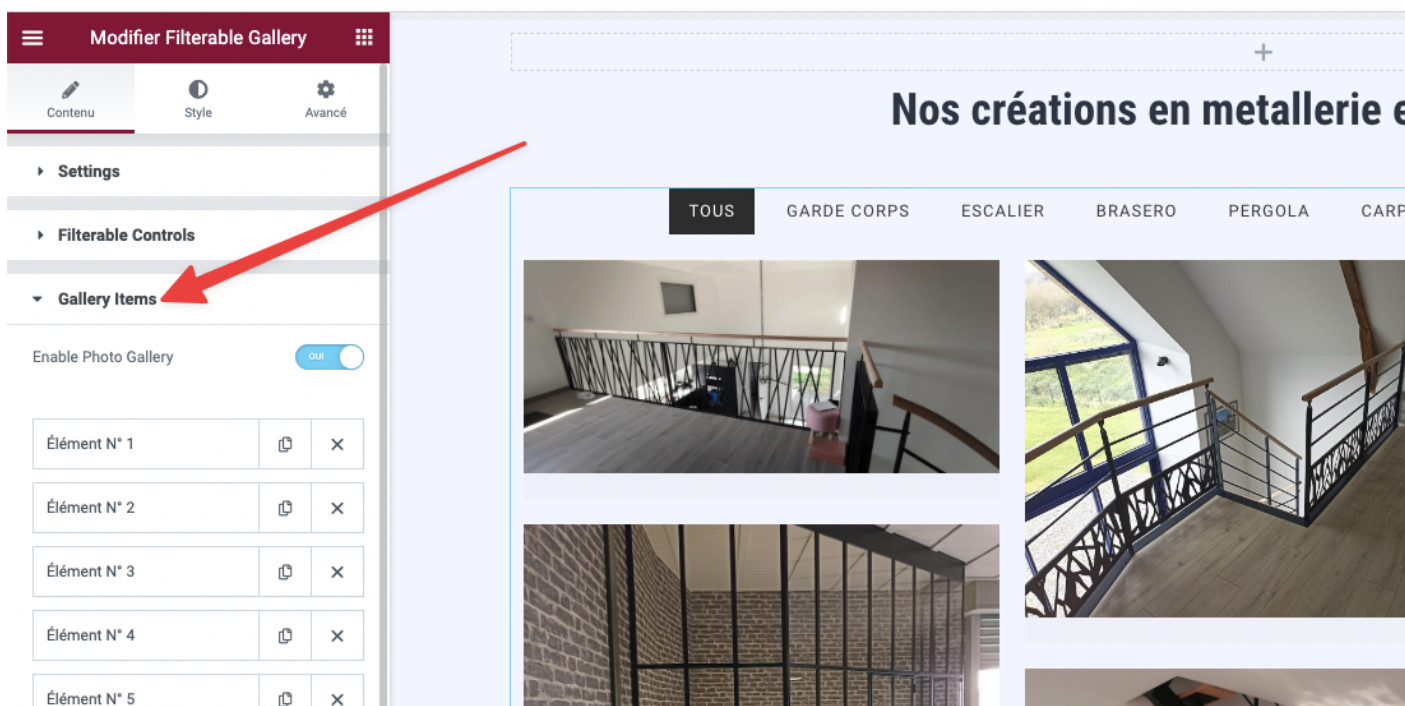 Modifier Filterable Gallery
Contenu
Style
Avancé
Settings
Filterable Controls
Gallery Items
Enable Photo Gallery
OUI
Élément N° 1
Élément N° 2
Élément N° 3
Élément N° 4
Élément N° 5
Nos créations en metallerie e
TOUS GARDE CORPS ESCALIER BRASERO PERGOLA CARP